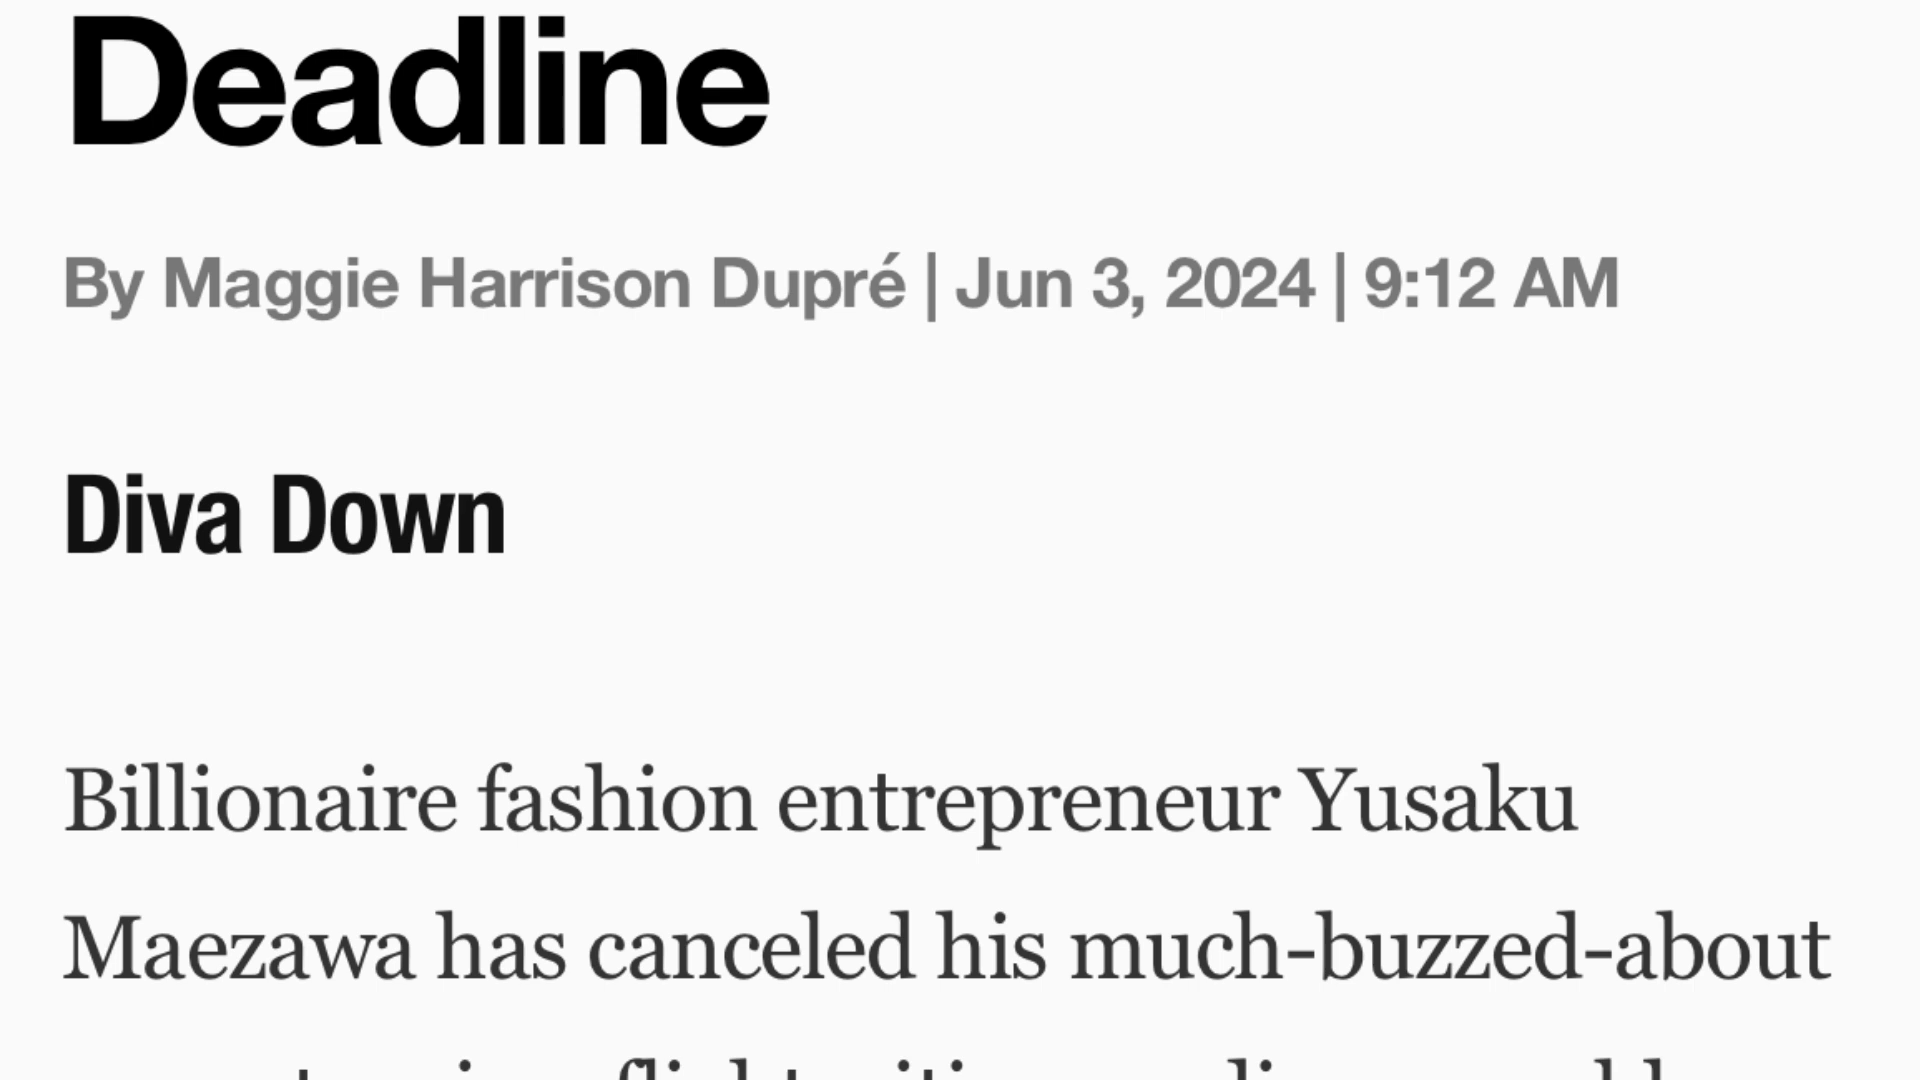 Deadline
By Maggie Harrison Dupré | Jun 3, 2024 | 9:12 AM
Diva Down
Billionaire fashion entrepreneur Yusaku
Maezawa has canceled his much-buzzed-about